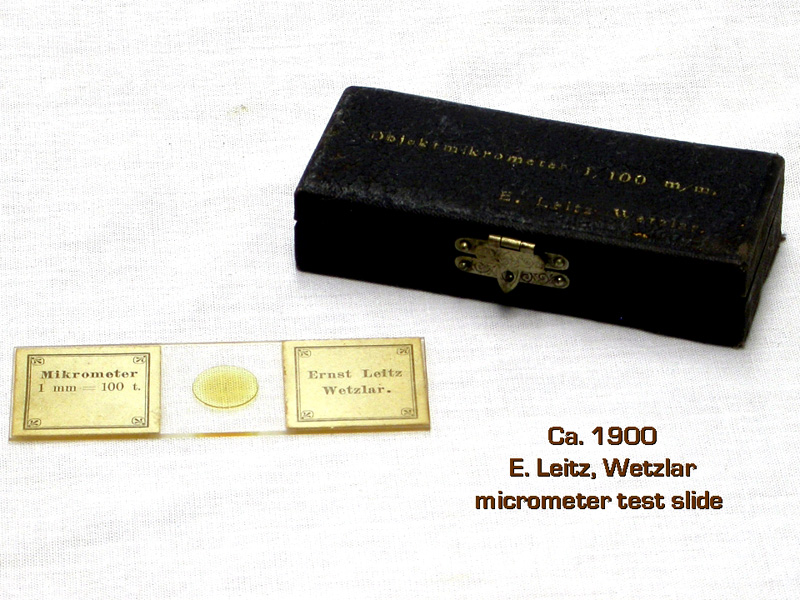 Objektmikrometer 1/100 m/m.
E. Leitz Wetzlar.
Mikrometer
1 mm = 100 t.
Ernst Leitz
Wetzlar.
Ca. 1900
E. Leitz, Wetzlar
micrometer test slide